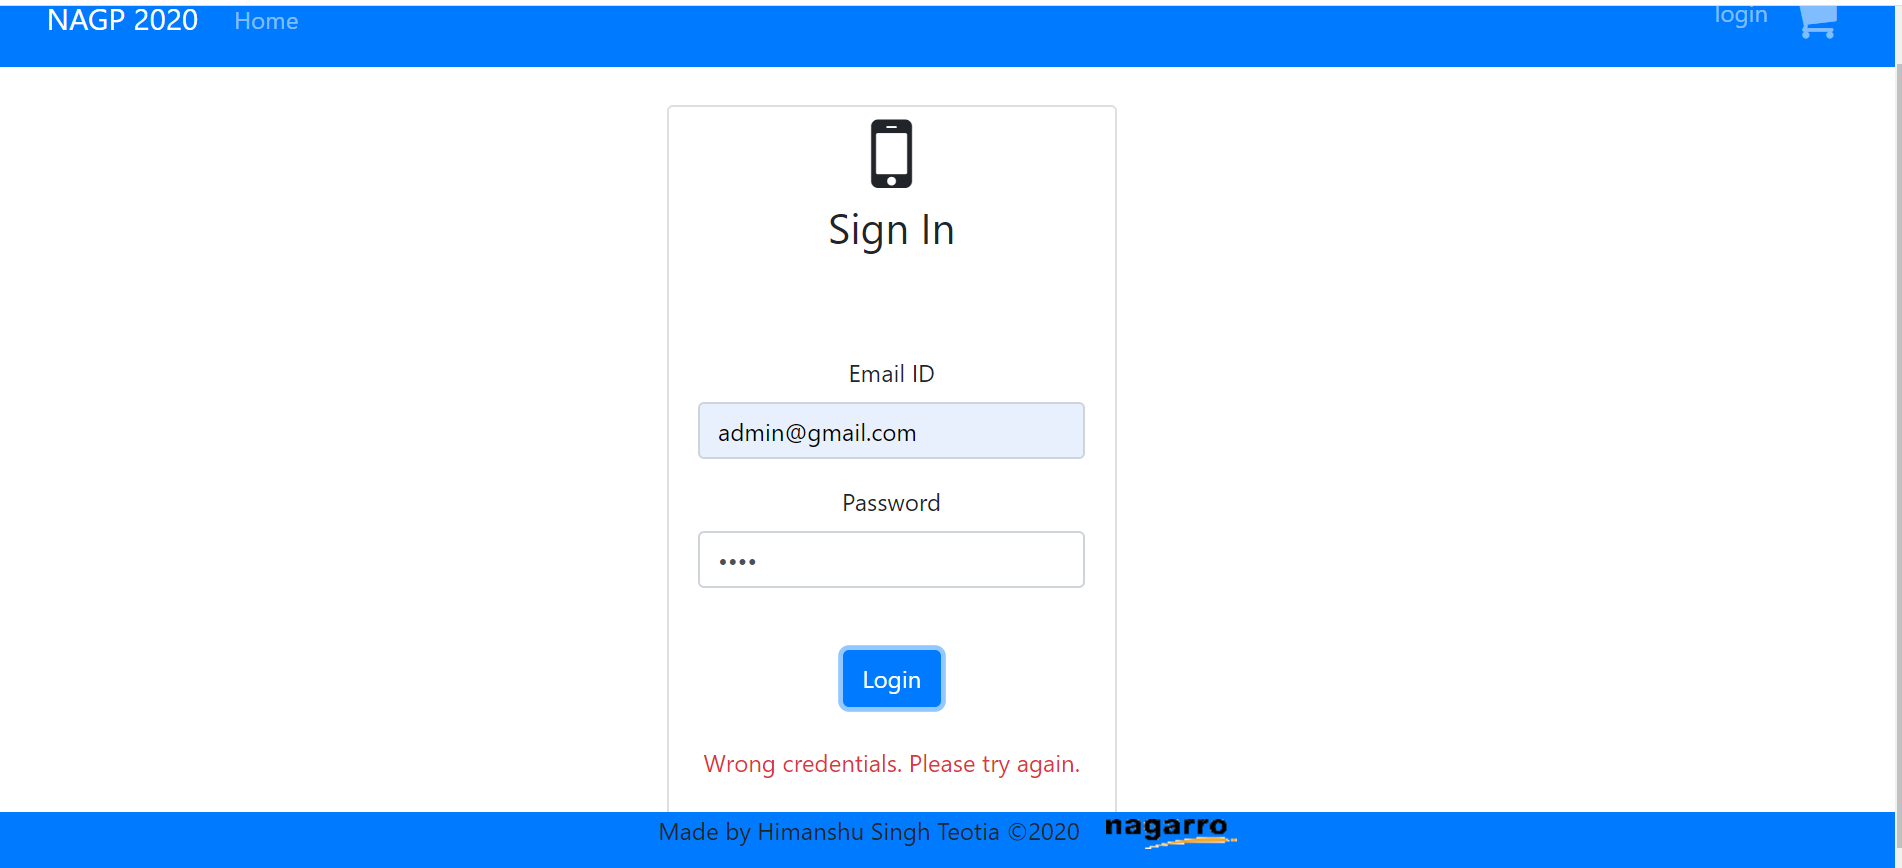 NAGP 2020 Home login
Sign In
Email ID
admin@gmail.com
Password
••••
Login
Wrong credentials. Please try again.
Made by Himanshu Singh Teotia ©2020 nagarro